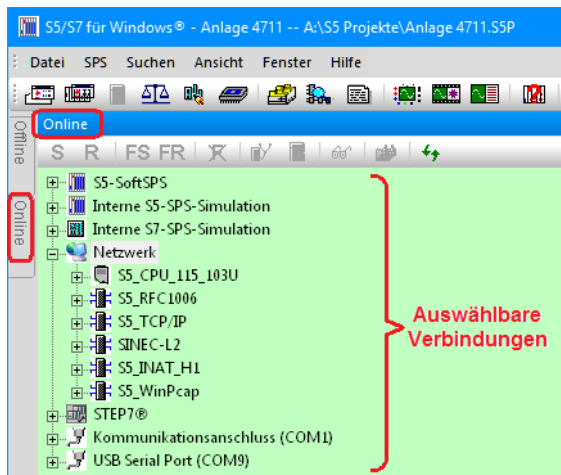 S5/S7 für Windows® - Anlage 4711 -- A:\S5 Projekte\Anlage 4711.S5P
Datei SPS Suchen Ansicht Fenster Hilfe
Offline
Online
Online
S R FS FR
S5-SoftSPS
Interne S5-SPS-Simulation
Interne S7-SPS-Simulation
Netzwerk
S5_CPU_115_103U
S5_RFC1006
S5_TCP/IP
SINEC-L2
S5_INAT_H1
S5_WinPcap
STEP7®
Kommunikationsanschluss (COM1)
USB Serial Port (COM9)
Auswählbare
Verbindungen